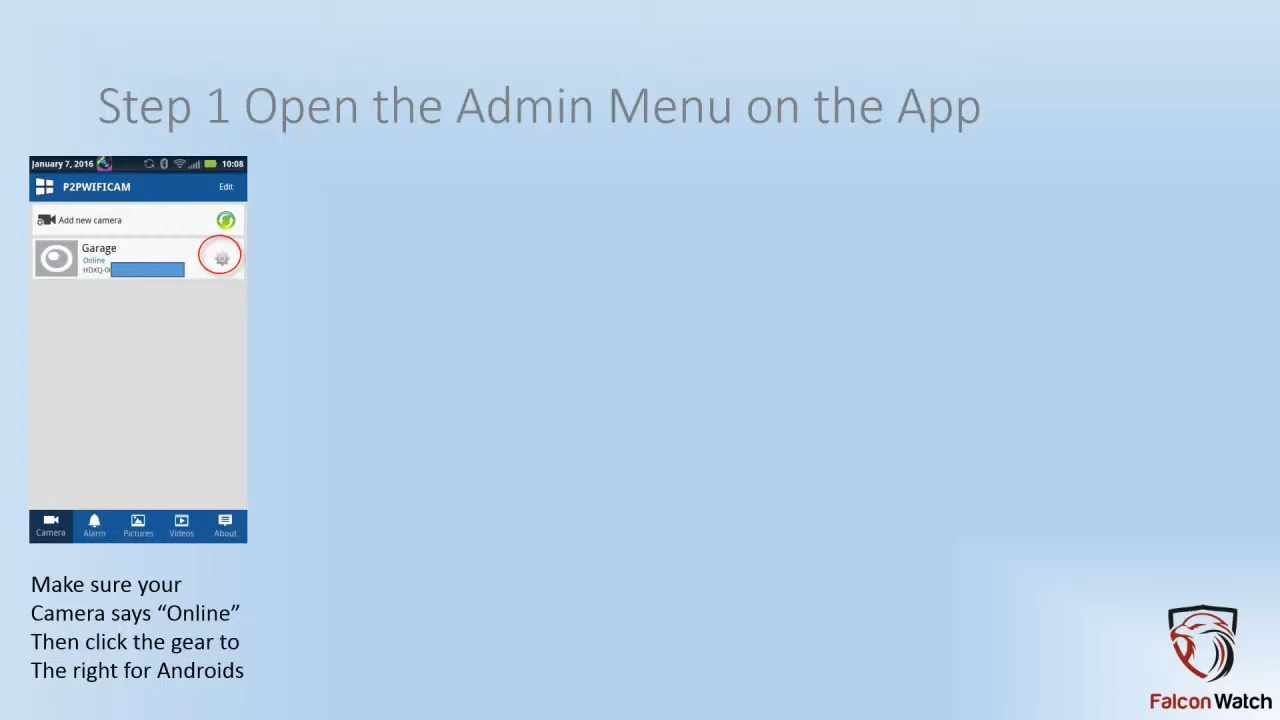 Step 1 Open the Admin Menu on the App
January 7, 2016 10:08
P2PWIFICAM Edit
Add new camera
Garage
Online
HDXQ-0
Camera Alarm Pictures Videos About
Make sure your
Camera says “Online”
Then click the gear to
The right for Androids
Falcon Watch